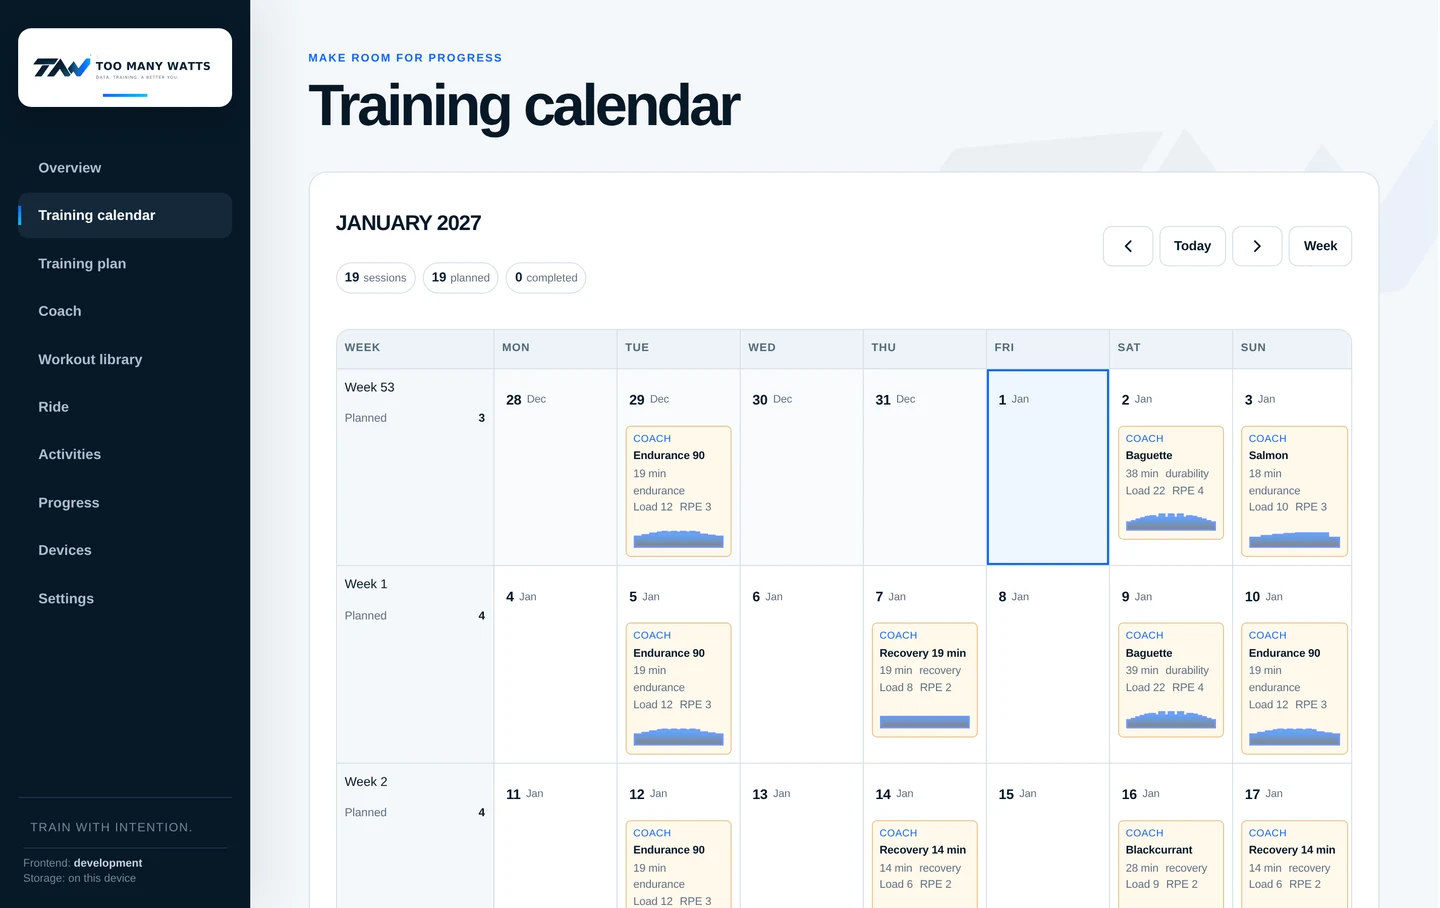 TOO MANY WATTS
DATA. TRAINING. A BETTER YOU.
Overview
Training calendar
Training plan
Coach
Workout library
Ride
Activities
Progress
Devices
Settings
TRAIN WITH INTENTION.
Frontend: development
Storage: on this device
MAKE ROOM FOR PROGRESS
Training calendar
JANUARY 2027
Today
Week
19 sessions
19 planned
0 completed
WEEK MON TUE WED THU FRI SAT SUN
Week 53
Planned 3
28 Dec
29 Dec
COACH
Endurance 90
19 min
endurance
Load 12 RPE 3
30 Dec
31 Dec
1 Jan
2 Jan
COACH
Baguette
38 min durability
Load 22 RPE 4
3 Jan
COACH
Salmon
18 min
endurance
Load 10 RPE 3
Week 1
Planned 4
4 Jan
5 Jan
COACH
Endurance 90
19 min
endurance
Load 12 RPE 3
6 Jan
7 Jan
COACH
Recovery 19 min
19 min recovery
Load 8 RPE 2
8 Jan
9 Jan
COACH
Baguette
39 min durability
Load 22 RPE 4
10 Jan
COACH
Endurance 90
19 min
endurance
Load 12 RPE 3
Week 2
Planned 4
11 Jan
12 Jan
COACH
Endurance 90
19 min
endurance
Load 12 RPE 3
13 Jan
14 Jan
COACH
Recovery 14 min
14 min recovery
Load 6 RPE 2
15 Jan
16 Jan
COACH
Blackcurrant
28 min recovery
Load 9 RPE 2
17 Jan
COACH
Recovery 14 min
14 min recovery
Load 6 RPE 2